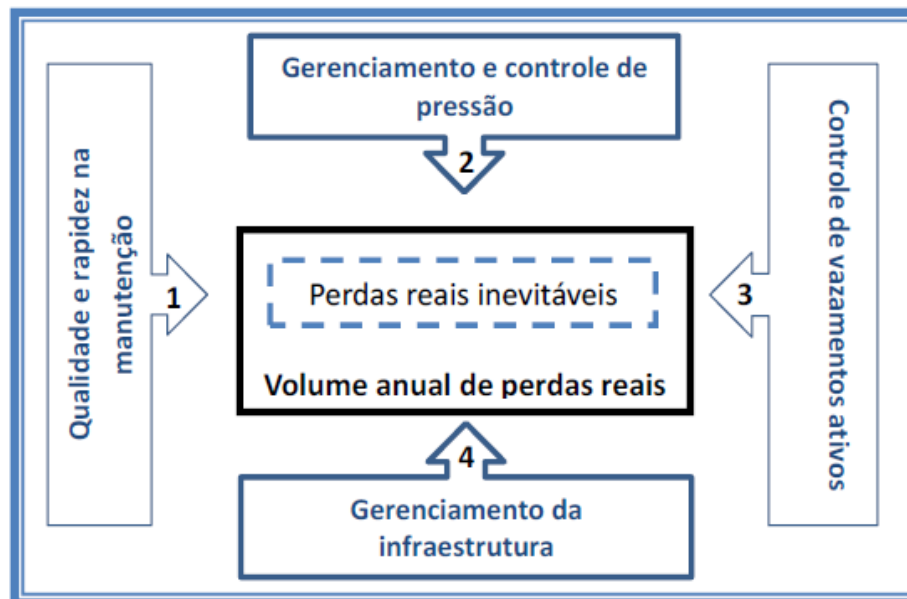 Gerenciamento e controle de
pressão
2
Qualidade e rapidez na
manutenção
1
Perdas reais inevitáveis
Volume anual de perdas reais
3
Controle de vazamentos ativos
4
Gerenciamento da
infraestrutura